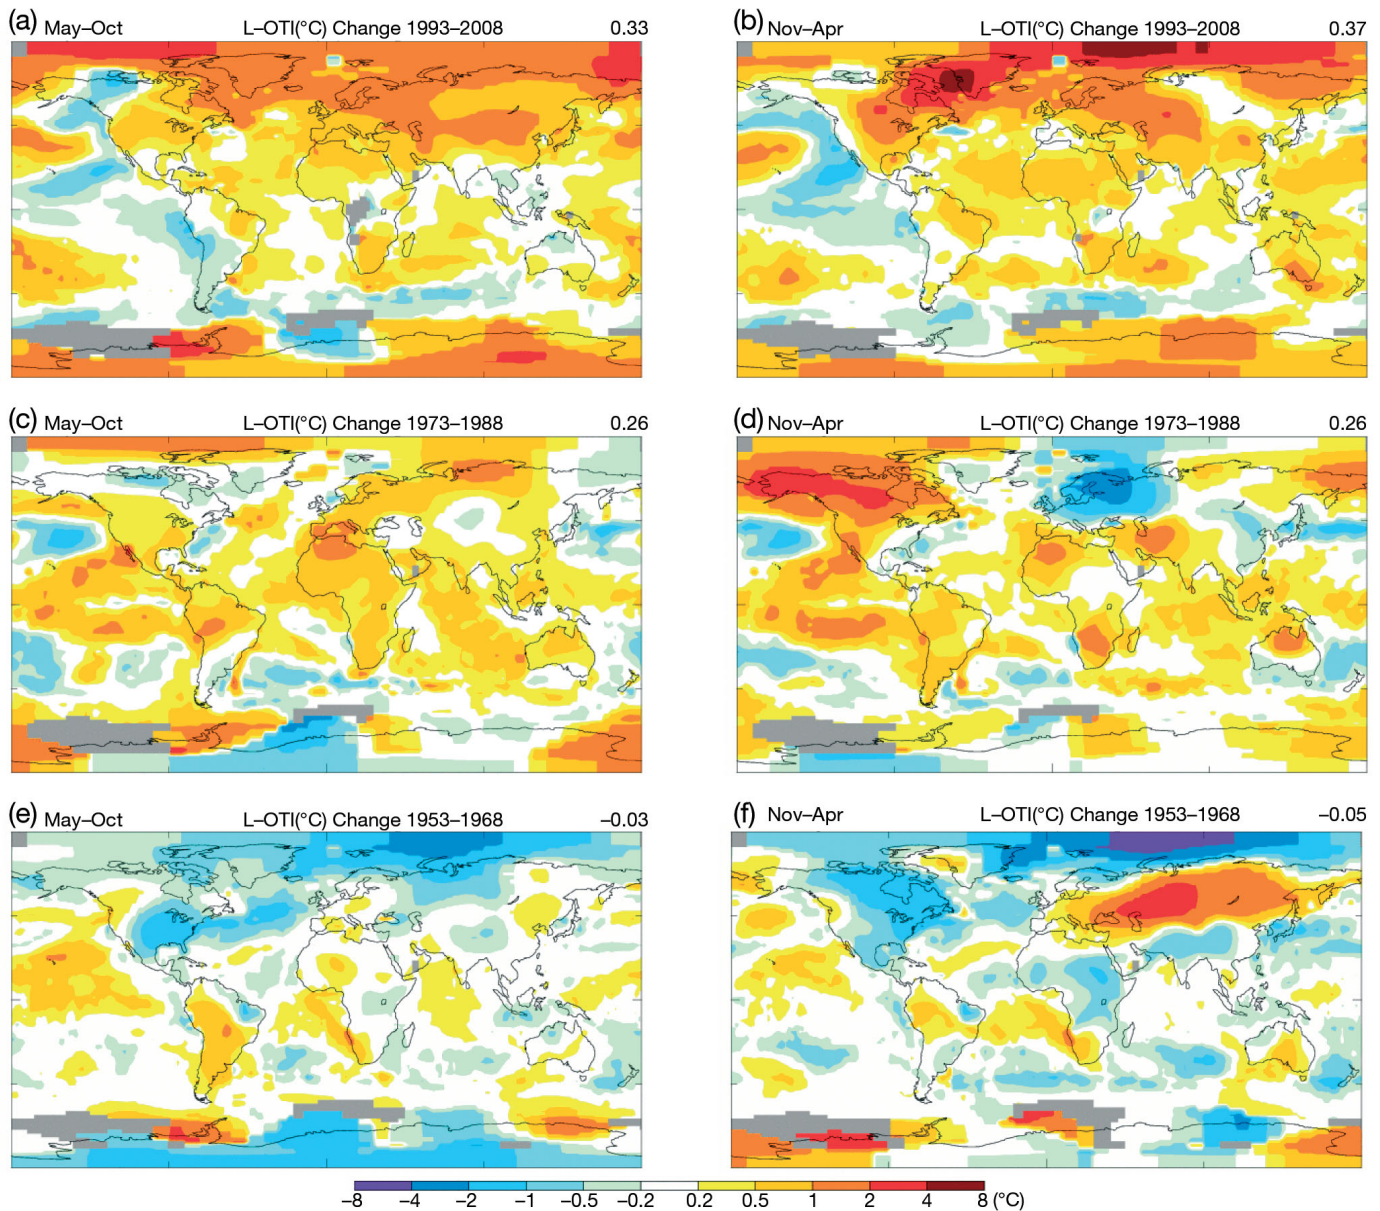 (a) May–Oct L–OTI(°C) Change 1993–2008 0.33
(b) Nov–Apr L–OTI(°C) Change 1993–2008 0.37
(c) May–Oct L–OTI(°C) Change 1973–1988 0.26
(d) Nov–Apr L–OTI(°C) Change 1973–1988 0.26
(e) May–Oct L–OTI(°C) Change 1953–1968 –0.03
(f) Nov–Apr L–OTI(°C) Change 1953–1968 –0.05
–8 –4 –2 –1 –0.5 –0.2 0.2 0.5 1 2 4 8 (°C)